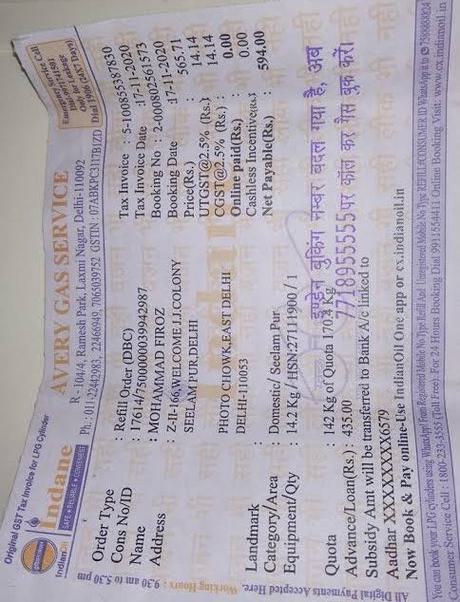 Original GST Tax Invoice for LPG Cylinder
IndianOil
Indane
SAFE • RELIABLE • CONVENIENT
AVERY GAS SERVICE
R - 104/4, Ramesh Park, Laxmi Nagar, Delhi-110092
Ph.: 011-22442983, 22466949, 7065039752 GSTIN : 07ABKPC3117B1ZD
Emergency Service Cell
Dial 1906 (24x7 Days)
Order Type : Refill Order (DBC)
Cons No/ID : 17614/7500000039942987
Name : MOHAMMAD FIROZ
Address : Z-II-166,WELCOME J.J.COLONY
SEELAM PUR,DELHI
PHOTO CHOWK,EAST DELHI
DELHI-110053
Landmark :
Category/Area : Domestic/ Seelam Pur
Equipment/Qty : 14.2 Kg / HSN:27111900 / 1
Quota : 142 Kg of Quota 170.4 Kg
Advance/Loan(Rs.) : 435.00
Subsidy Amt will be transferred to Bank A/c linked to
Aadhar XXXXXXXX6579
Now Book & Pay online-Use IndianOil One app or cx.indianoil.in
Tax Invoice : 5-100855387830
Tax Invoice Date : 17-11-2020
Booking No : 2-000802561573
Booking Date : 17-11-2020
Price(Rs.) 565.71
UTGST@2.5% (Rs.) 14.14
CGST@2.5% (Rs.) : 14.14
Online paid(Rs.) : 0.00
Cashless Incentive(Rs.) 0.00
Net Payable(Rs.) : 594.00
इण्डेन बुकिंग नम्बर बदल गया है, अब
7718955555 पर कॉल कर गैस बुक करें।
All Digital Payments Accepted Here. Working Hours : 9.30 am to 5.30 pm
You can book your LPG cylinders using WhatsApp! From Registered Mobile No Type REFILL
Consumer Service Cell : 1800-233-3555 (Toll Free) For 24 Hours Booking Dial 9911554411 Online Booking Visit: www.cx.indianoil.in